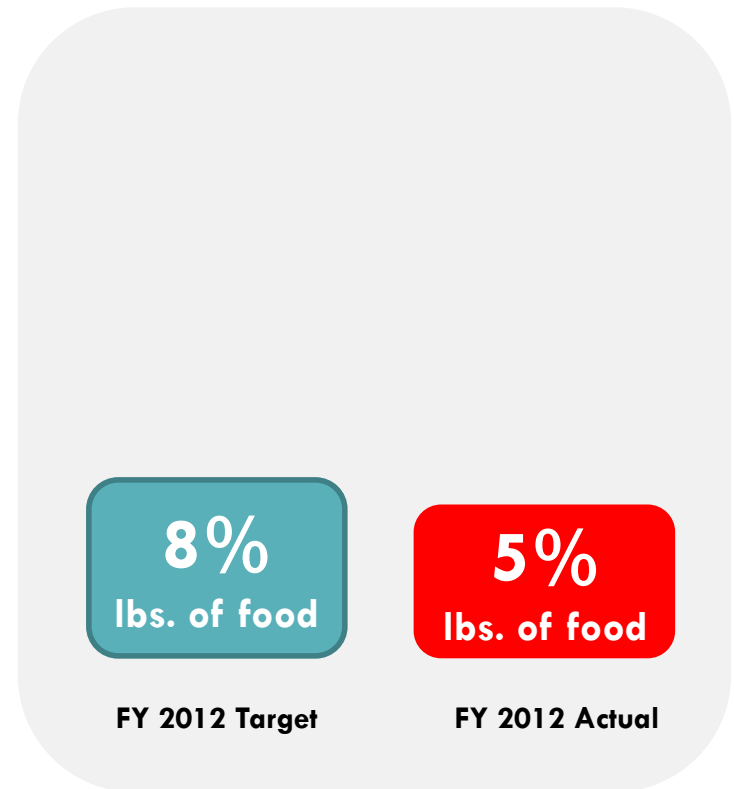 8%
lbs. of food
5%
lbs. of food
FY 2012 Target
FY 2012 Actual